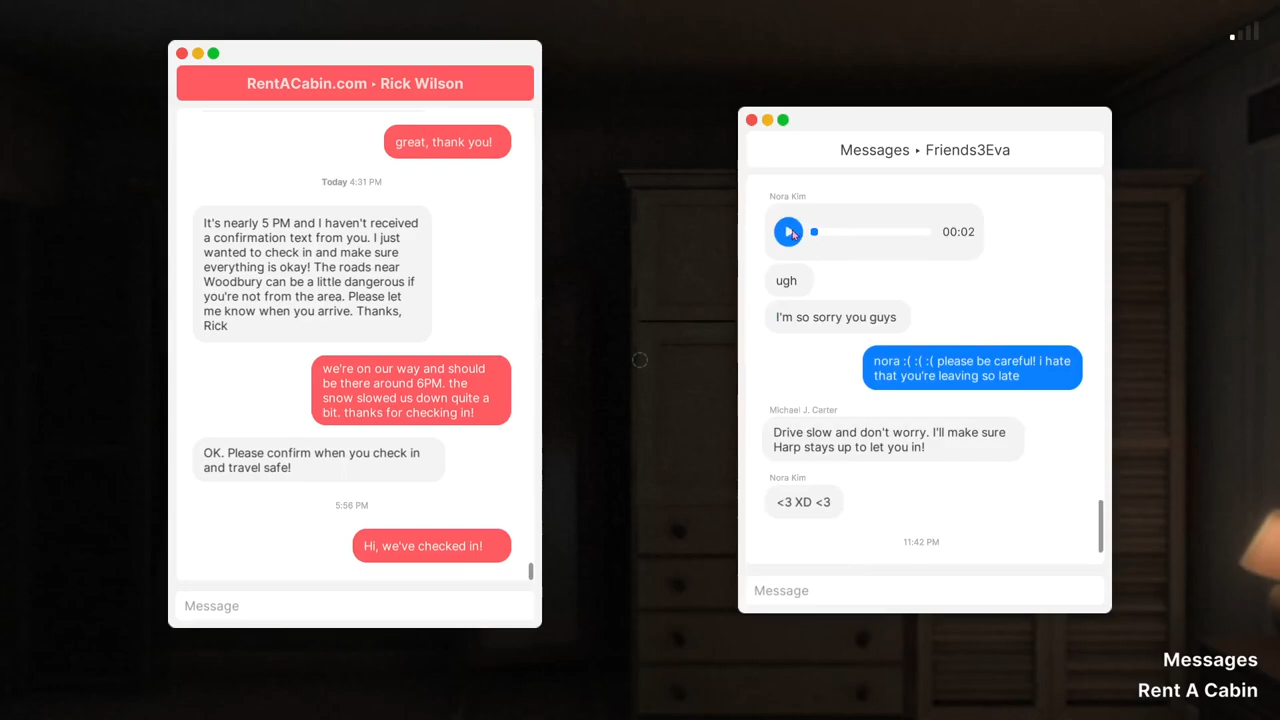 RentACabin.com ▸ Rick Wilson
great, thank you!
Today 4:31 PM
It's nearly 5 PM and I haven't received
a confirmation text from you. I just
wanted to check in and make sure
everything is okay! The roads near
Woodbury can be a little dangerous if
you're not from the area. Please let
me know when you arrive. Thanks,
Rick
we're on our way and should
be there around 6PM. the
snow slowed us down quite a
bit. thanks for checking in!
OK. Please confirm when you check in
and travel safe!
5:56 PM
Hi, we've checked in!
Message
Messages ▸ Friends3Eva
Nora Kim
00:02
ugh
I'm so sorry you guys
nora :( :( :( please be careful! i hate
that you're leaving so late
Michael J. Carter
Drive slow and don't worry. I'll make sure
Harp stays up to let you in!
Nora Kim
<3 XD <3
11:42 PM
Message
Messages
Rent A Cabin